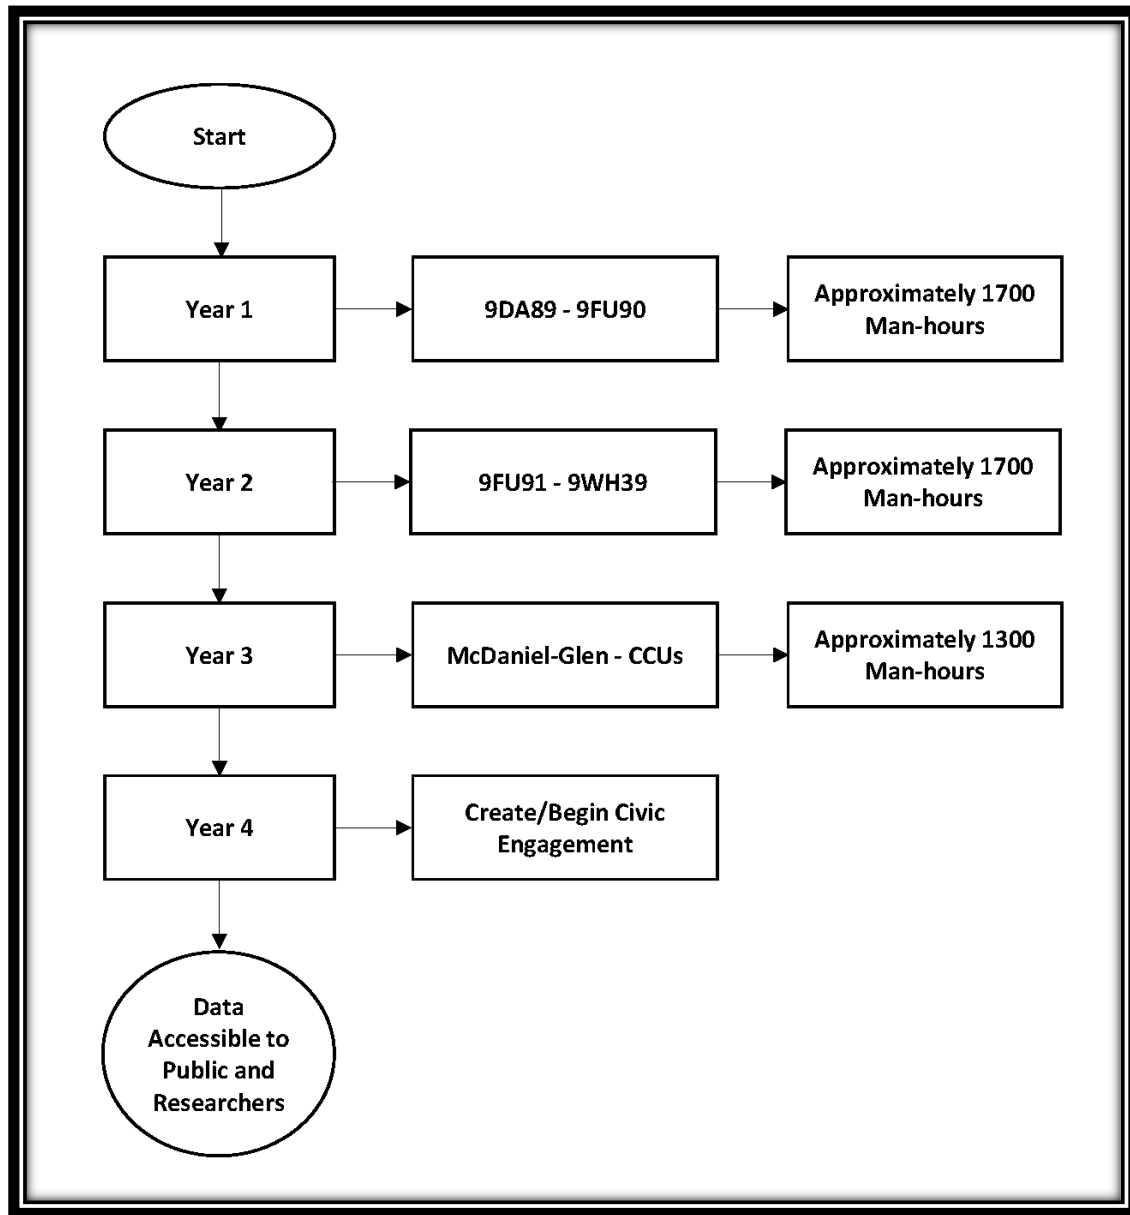 Start
Year 1
9DA89 - 9FU90
Approximately 1700
Man-hours
Year 2
9FU91 - 9WH39
Approximately 1700
Man-hours
Year 3
McDaniel-Glen - CCUs
Approximately 1300
Man-hours
Year 4
Create/Begin Civic
Engagement
Data
Accessible to
Public and
Researchers